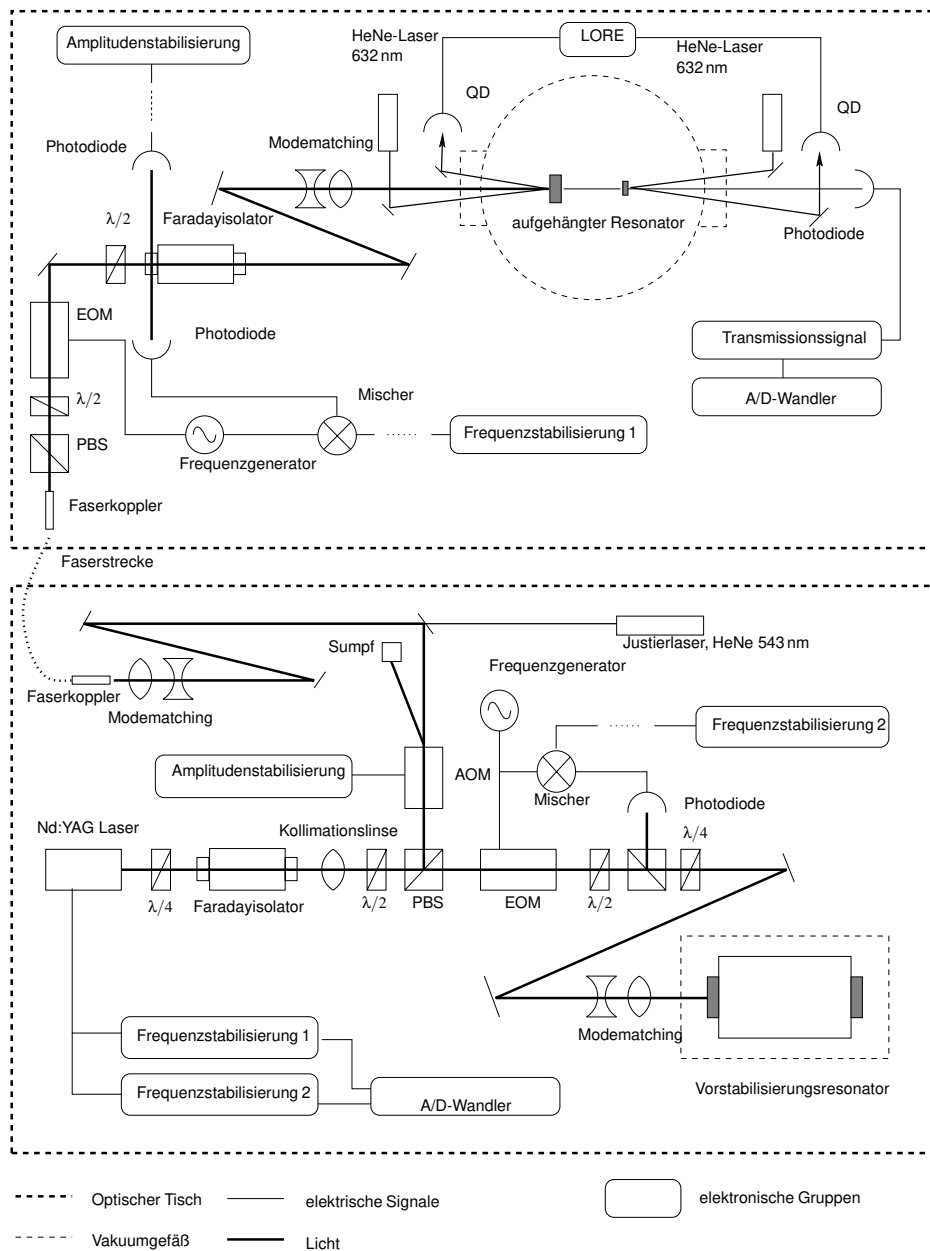 Amplitudenstabilisierung
HeNe-Laser
632 nm
LORE
HeNe-Laser
632 nm
QD
QD
Photodiode
Modematching
λ/2
Faradayisolator
aufgehängter Resonator
Photodiode
EOM
Photodiode
Transmissionssignal
λ/2
Mischer
A/D-Wandler
PBS
Frequenzgenerator
Frequenzstabilisierung 1
Faserkoppler
Faserstrecke
Sumpf
Justierlaser, HeNe 543 nm
Frequenzgenerator
Faserkoppler
Modematching
Frequenzstabilisierung 2
Amplitudenstabilisierung
AOM
Mischer
Photodiode
Nd:YAG Laser
Kollimationslinse
λ/4
λ/4
Faradayisolator
λ/2
PBS
EOM
λ/2
Modematching
Frequenzstabilisierung 1
Vorstabilisierungsresonator
Frequenzstabilisierung 2
A/D-Wandler
Optischer Tisch
elektrische Signale
elektronische Gruppen
Vakuumgefäß
Licht